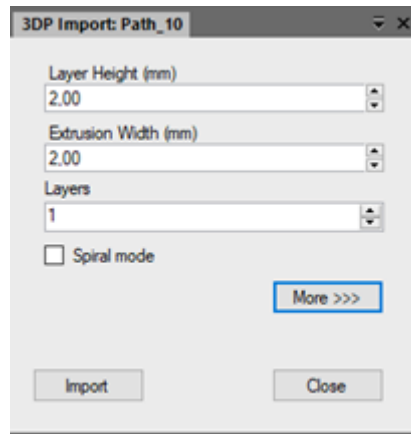 3DP Import: Path_10
Layer Height (mm)
2,00
Extrusion Width (mm)
2,00
Layers
1
Spiral mode
More >>>
Import Close